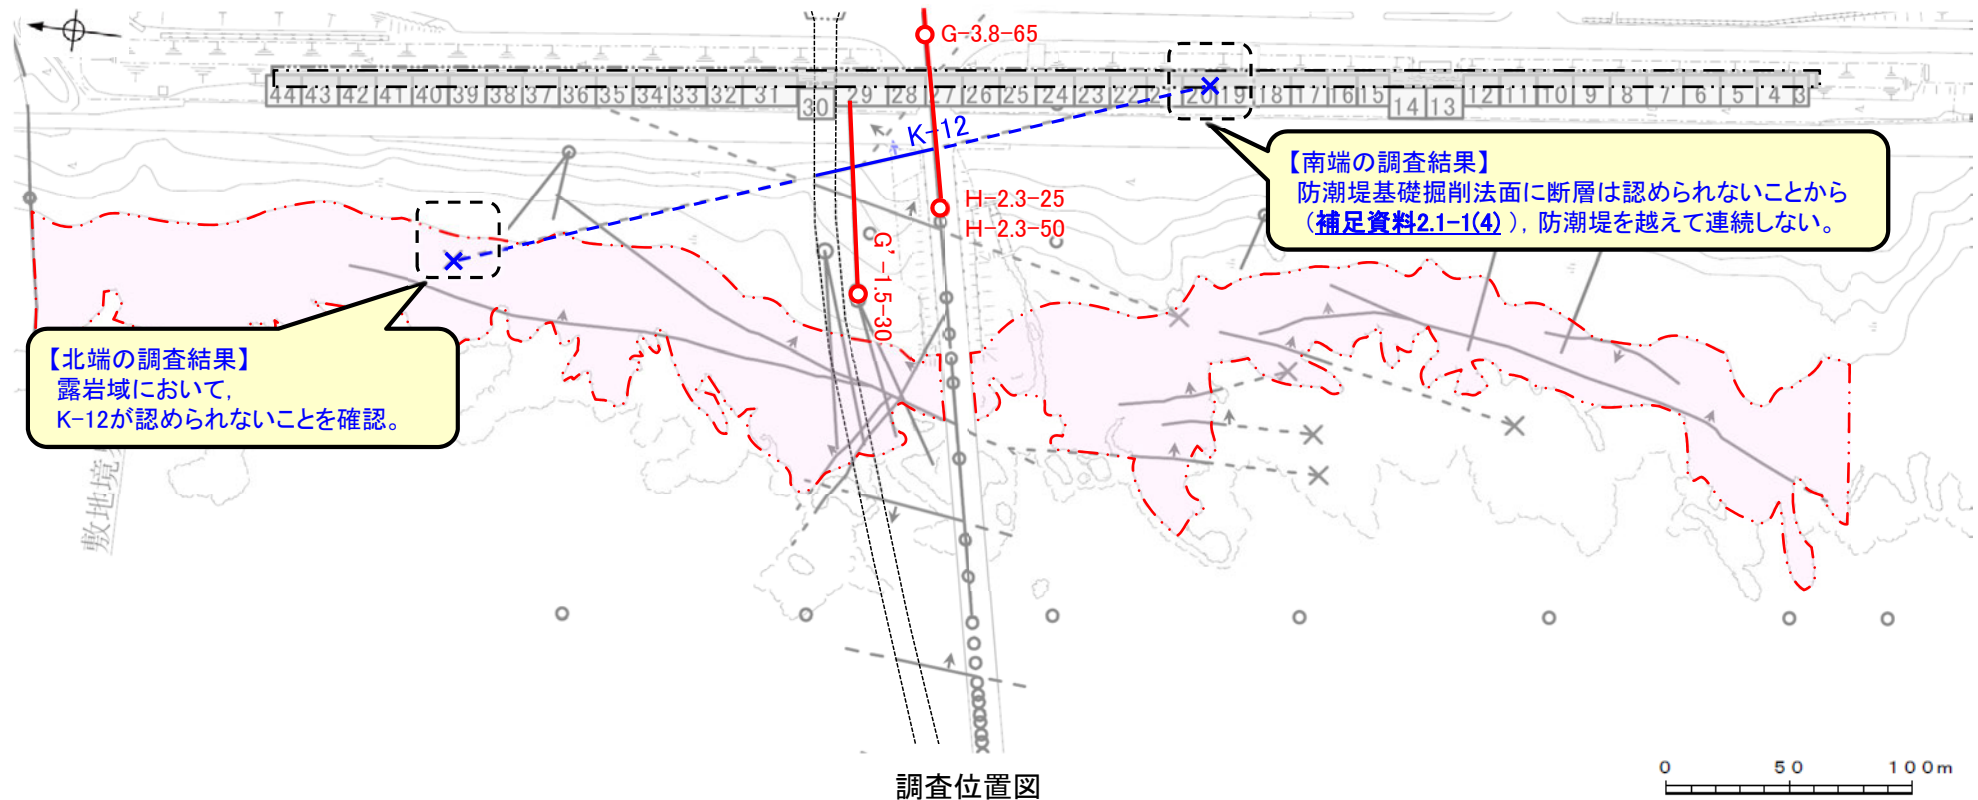 G-3.8-65
44 43 42 41 40 39 38 37 36 35 34 33 32 31 30 29 28 27 26 25 24 23 22 2 20 19 18 17 16 15 14 13 12 11 10 9 8 7 6 5 4 3
K-12
【南端の調査結果】
防潮堤基礎掘削法面に断層は認められないことから
（補足資料2.1-1(4)），防潮堤を越えて連続しない。
H-2.3-25
H-2.3-50
G’-1.5-30
【北端の調査結果】
露岩域において，
K-12が認められないことを確認。
敷地境
調査位置図
0 50 100m